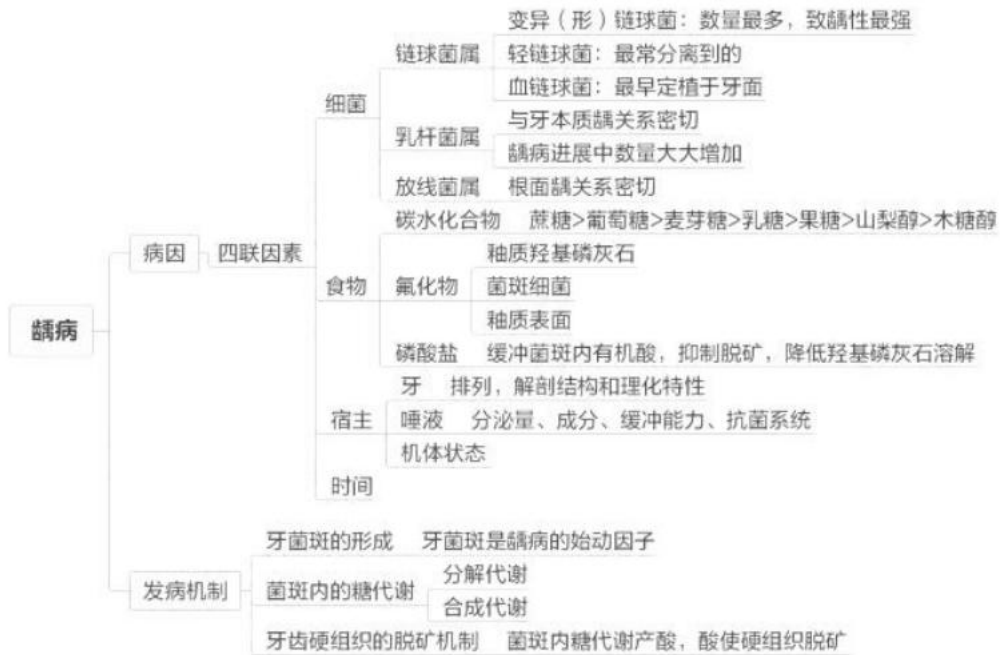 龋病
病因
四联因素
细菌
链球菌属
变异（形）链球菌：数量最多，致龋性最强
轻链球菌：最常分离到的
血链球菌：最早定植于牙面
乳杆菌属
与牙本质龋关系密切
龋病进展中数量大大增加
放线菌属 根面龋关系密切
食物
碳水化合物 蔗糖>葡萄糖>麦芽糖>乳糖>果糖>山梨醇>木糖醇
氟化物
釉质羟基磷灰石
菌斑细菌
釉质表面
磷酸盐 缓冲菌斑内有机酸，抑制脱矿，降低羟基磷灰石溶解
宿主
牙 排列，解剖结构和理化特性
唾液 分泌量、成分、缓冲能力、抗菌系统
机体状态
时间
发病机制
牙菌斑的形成 牙菌斑是龋病的始动因子
菌斑内的糖代谢
分解代谢
合成代谢
牙齿硬组织的脱矿机制 菌斑内糖代谢产酸，酸使硬组织脱矿